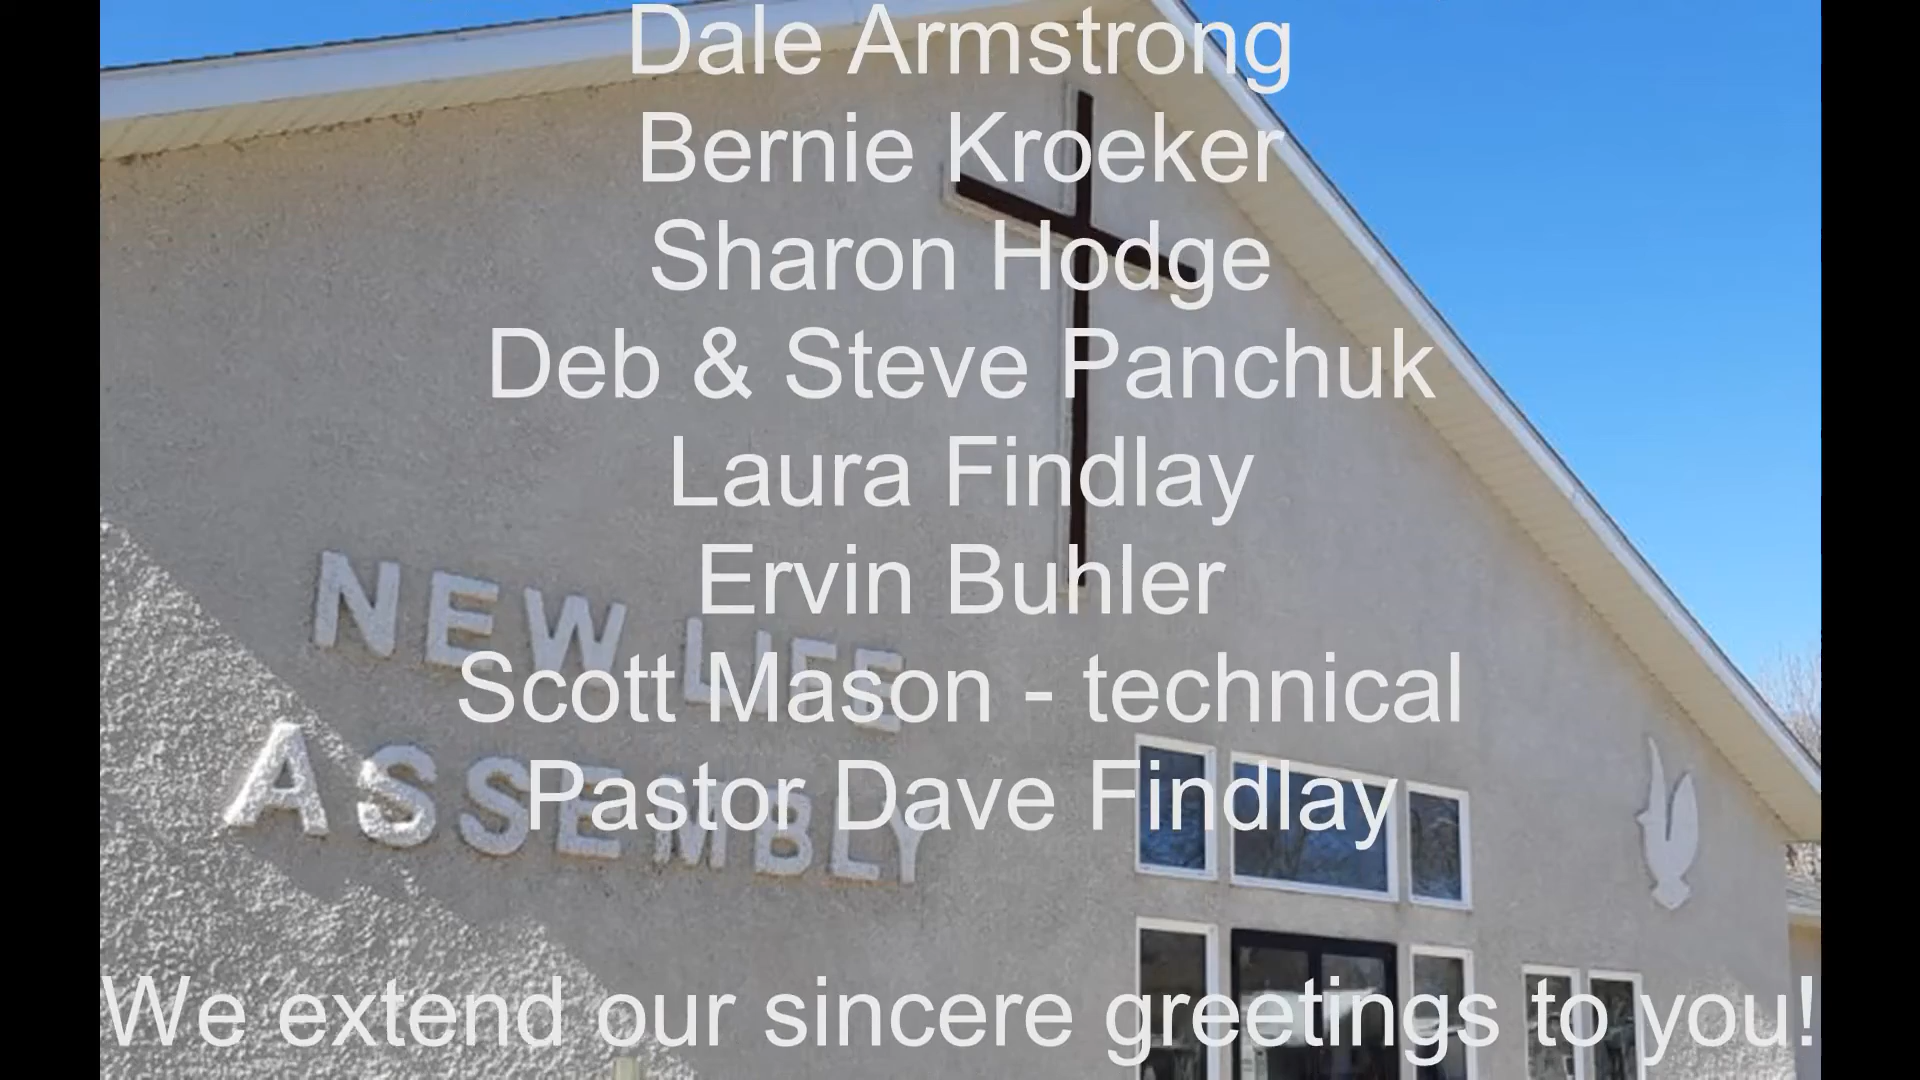 Dale Armstrong
Bernie Kroeker
Sharon Hodge
Deb & Steve Panchuk
Laura Findlay
Ervin Buhler
Scott Mason - technical
Pastor Dave Findlay
We extend our sincere greetings to you!
NEW LIFE
ASSEMBLY